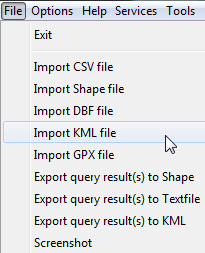 File Options Help Services Tools
Exit
Import CSV file
Import Shape file
Import DBF file
Import KML file
Import GPX file
Export query result(s) to Shape
Export query result(s) to Textfile
Export query result(s) to KML
Screenshot